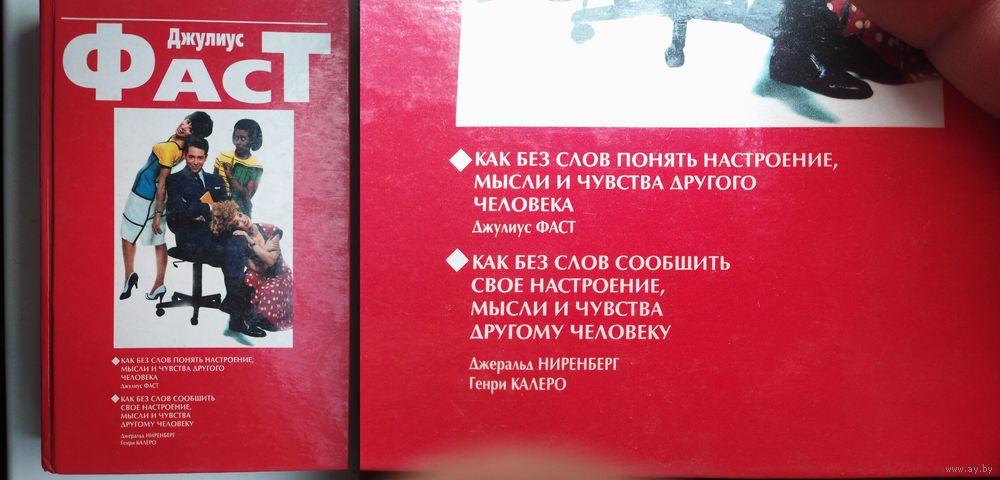 Джулиус
ФАСТ
КАК БЕЗ СЛОВ ПОНЯТЬ НАСТРОЕНИЕ,
МЫСЛИ И ЧУВСТВА ДРУГОГО
ЧЕЛОВЕКА
Джулиус ФАСТ
КАК БЕЗ СЛОВ СООБЩИТЬ
СВОЕ НАСТРОЕНИЕ,
МЫСЛИ И ЧУВСТВА
ДРУГОМУ ЧЕЛОВЕКУ
Джеральд НИРЕНБЕРГ
Генри КАЛЕРО
КАК БЕЗ СЛОВ ПОНЯТЬ НАСТРОЕНИЕ,
МЫСЛИ И ЧУВСТВА ДРУГОГО
ЧЕЛОВЕКА
Джулиус ФАСТ
КАК БЕЗ СЛОВ СООБЩИТЬ
СВОЕ НАСТРОЕНИЕ,
МЫСЛИ И ЧУВСТВА
ДРУГОМУ ЧЕЛОВЕКУ
Джеральд НИРЕНБЕРГ
Генри КАЛЕРО
www.ay.by